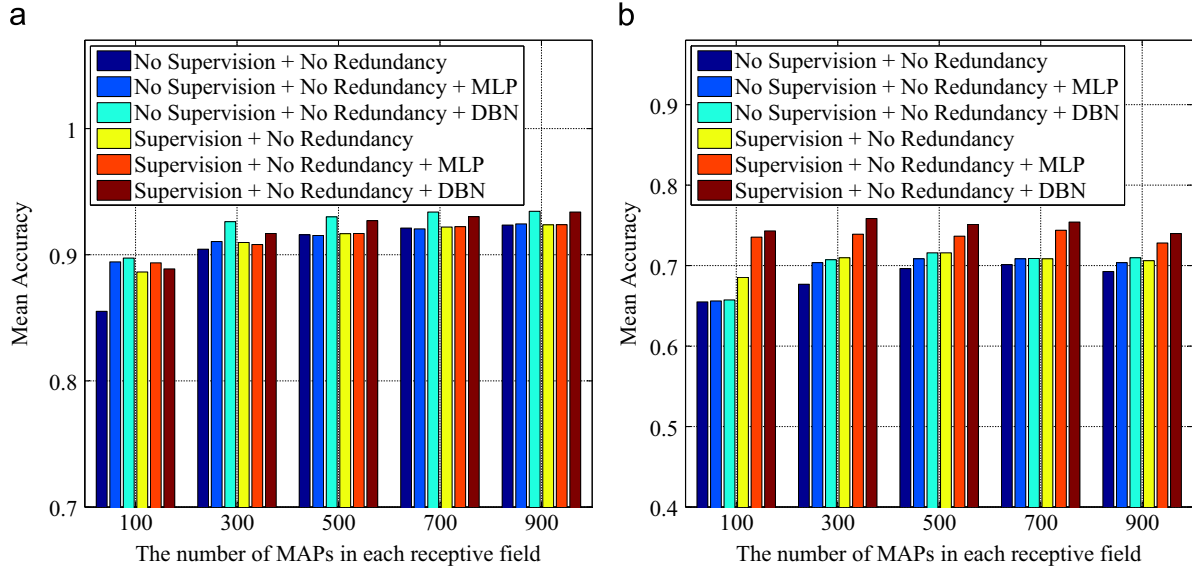 a
No Supervision + No Redundancy
No Supervision + No Redundancy + MLP
No Supervision + No Redundancy + DBN
Supervision + No Redundancy
Supervision + No Redundancy + MLP
Supervision + No Redundancy + DBN
Mean Accuracy
1
0.9
0.8
0.7
100 300 500 700 900
The number of MAPs in each receptive field
b
No Supervision + No Redundancy
No Supervision + No Redundancy + MLP
No Supervision + No Redundancy + DBN
Supervision + No Redundancy
Supervision + No Redundancy + MLP
Supervision + No Redundancy + DBN
Mean Accuracy
0.9
0.8
0.7
0.6
0.5
0.4
100 300 500 700 900
The number of MAPs in each receptive field